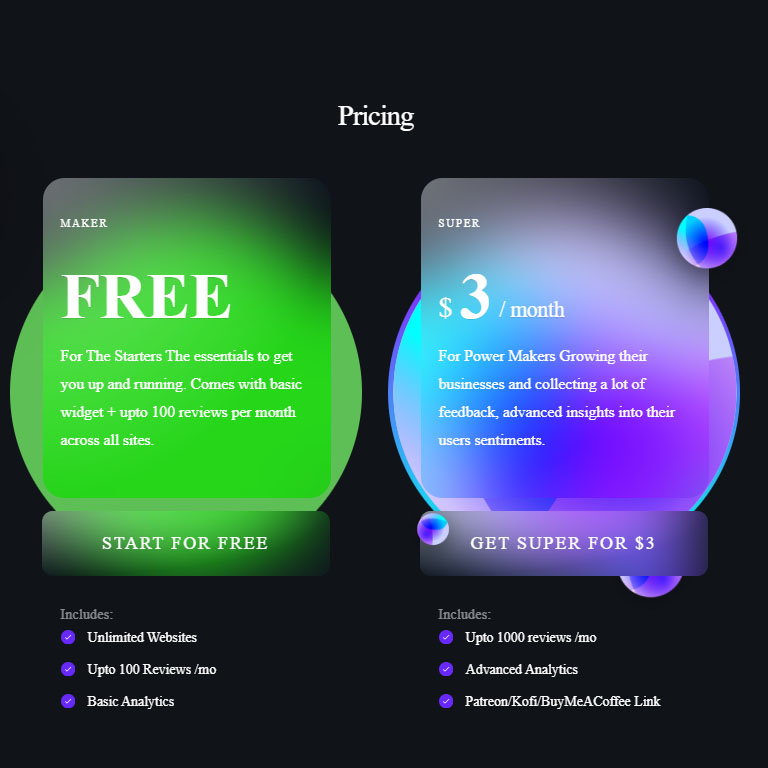 Pricing
MAKER
FREE
For The Starters The essentials to get
you up and running. Comes with basic
widget + upto 100 reviews per month
across all sites.
START FOR FREE
Includes:
Unlimited Websites
Upto 100 Reviews /mo
Basic Analytics
SUPER
$ 3 / month
For Power Makers Growing their
businesses and collecting a lot of
feedback, advanced insights into their
users sentiments.
GET SUPER FOR $3
Includes:
Upto 1000 reviews /mo
Advanced Analytics
Patreon/Kofi/BuyMeACoffee Link